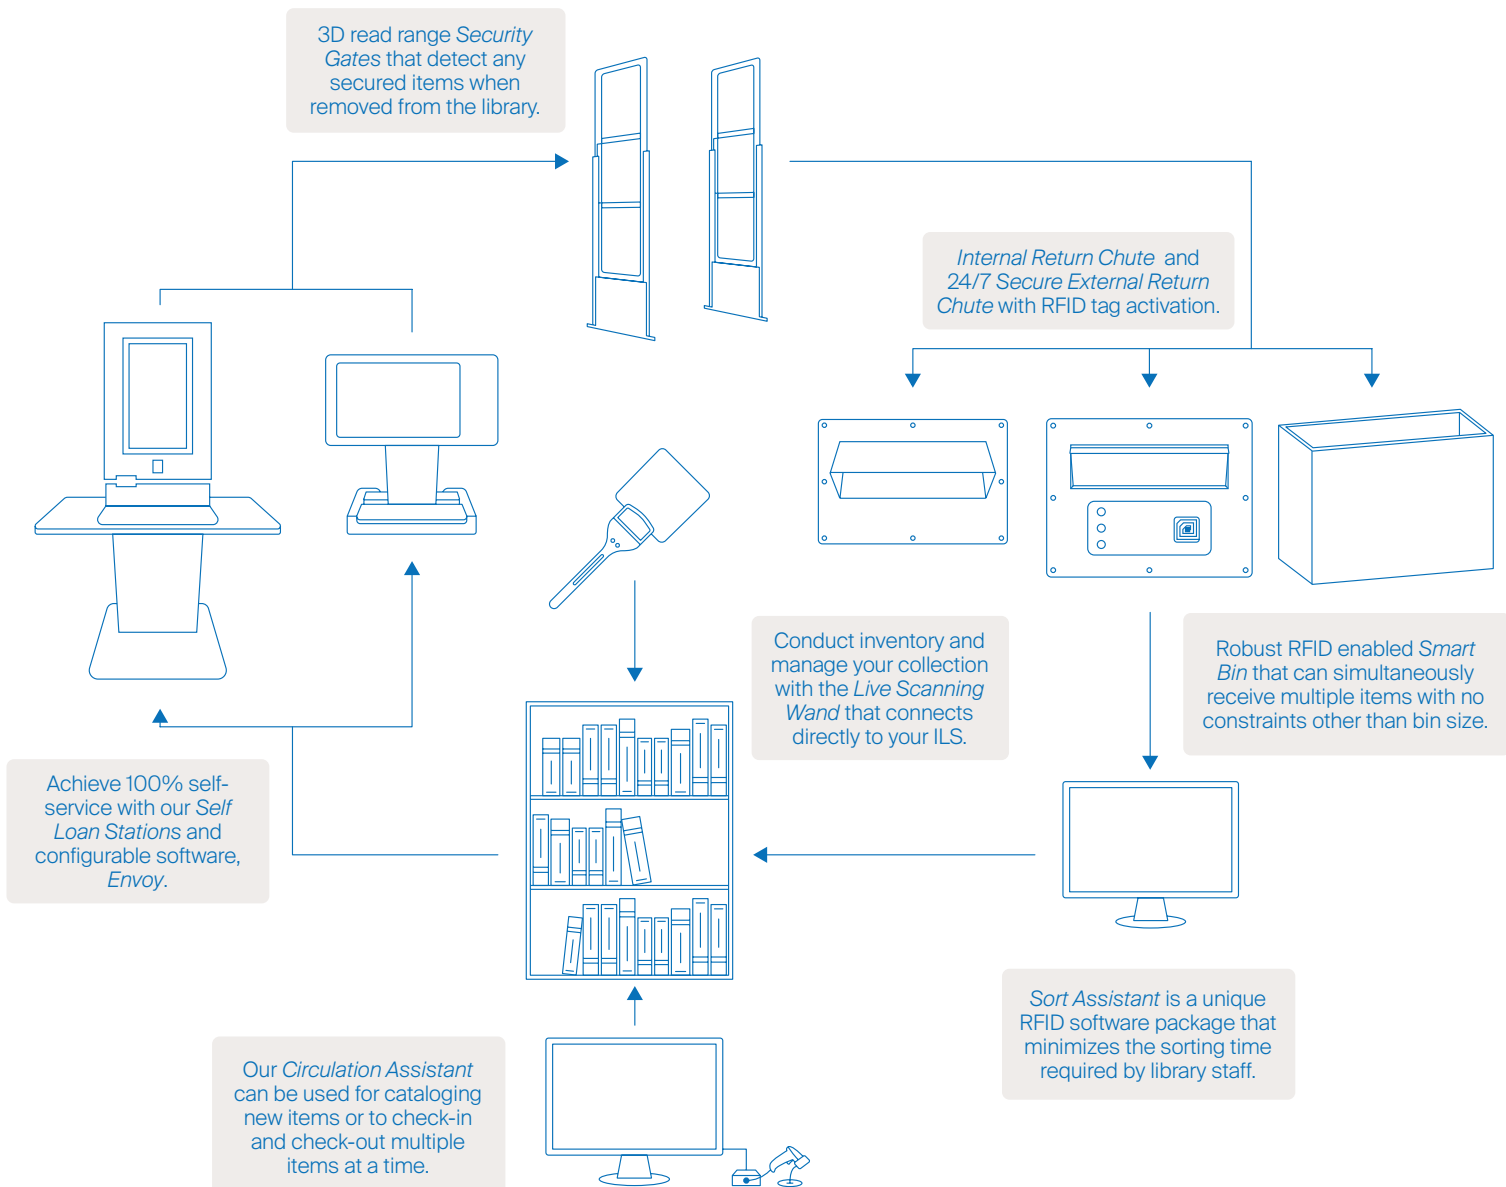 3D read range Security
Gates that detect any
secured items when
removed from the library.
Internal Return Chute and
24/7 Secure External Return
Chute with RFID tag activation.
Conduct inventory and
manage your collection
with the Live Scanning
Wand that connects
directly to your ILS.
Robust RFID enabled Smart
Bin that can simultaneously
receive multiple items with no
constraints other than bin size.
Achieve 100% self-
service with our Self
Loan Stations and
configurable software,
Envoy.
Sort Assistant is a unique
RFID software package that
minimizes the sorting time
required by library staff.
Our Circulation Assistant
can be used for cataloging
new items or to check-in
and check-out multiple
items at a time.